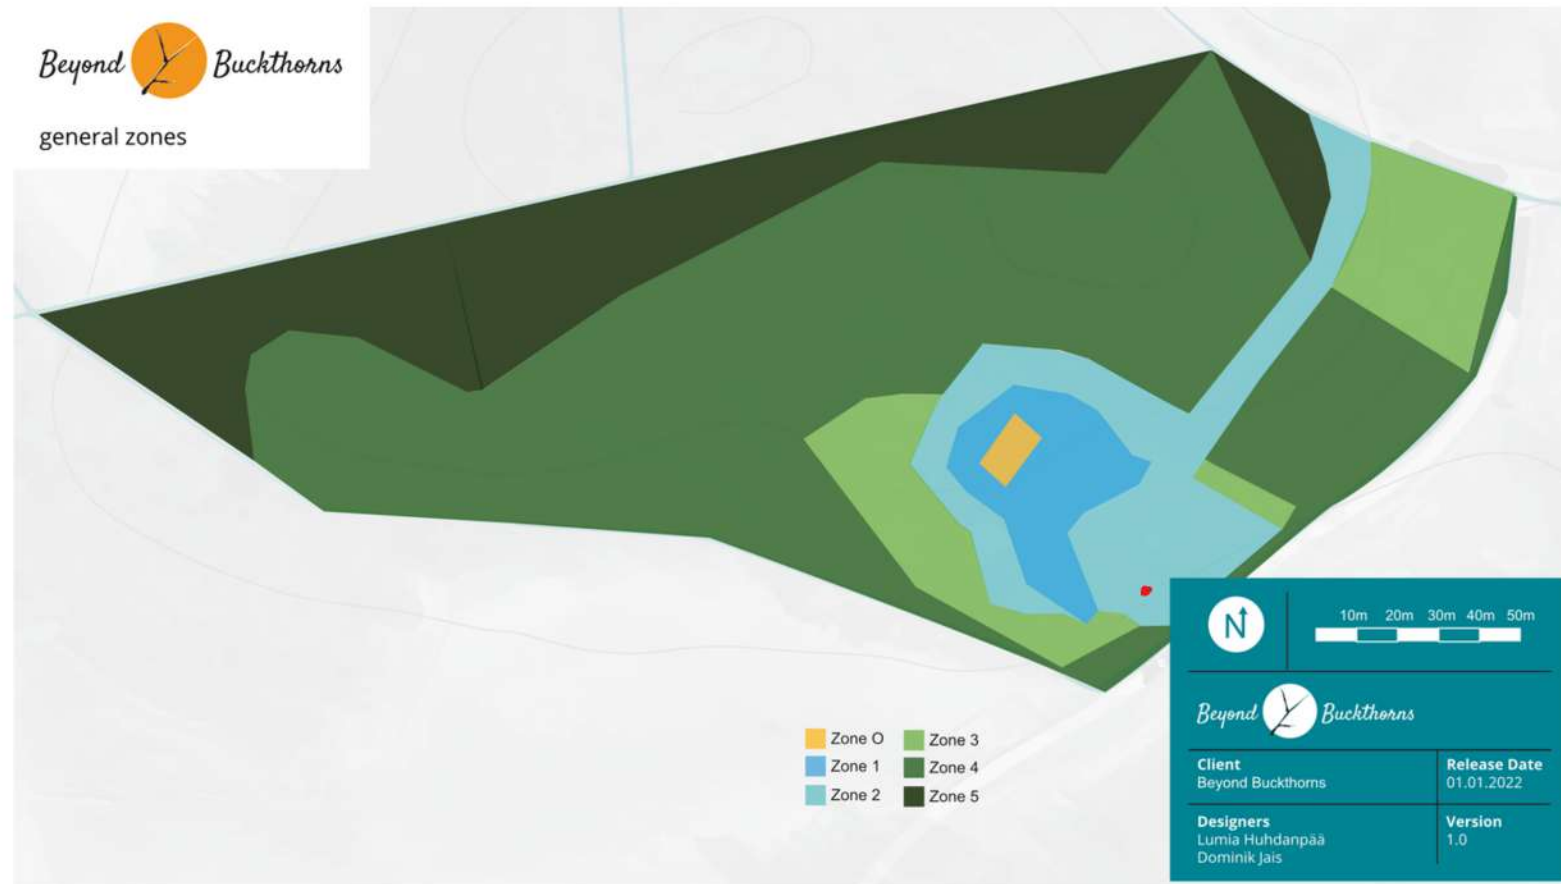 Beyond Buckthorns
general zones
10m 20m 30m 40m 50m
N
Beyond Buckthorns
Client
Beyond Buckthorns
Release Date
01.01.2022
Designers
Lumia Huhdanpää
Dominik Jais
Version
1.0
Zone O
Zone 1
Zone 2
Zone 3
Zone 4
Zone 5